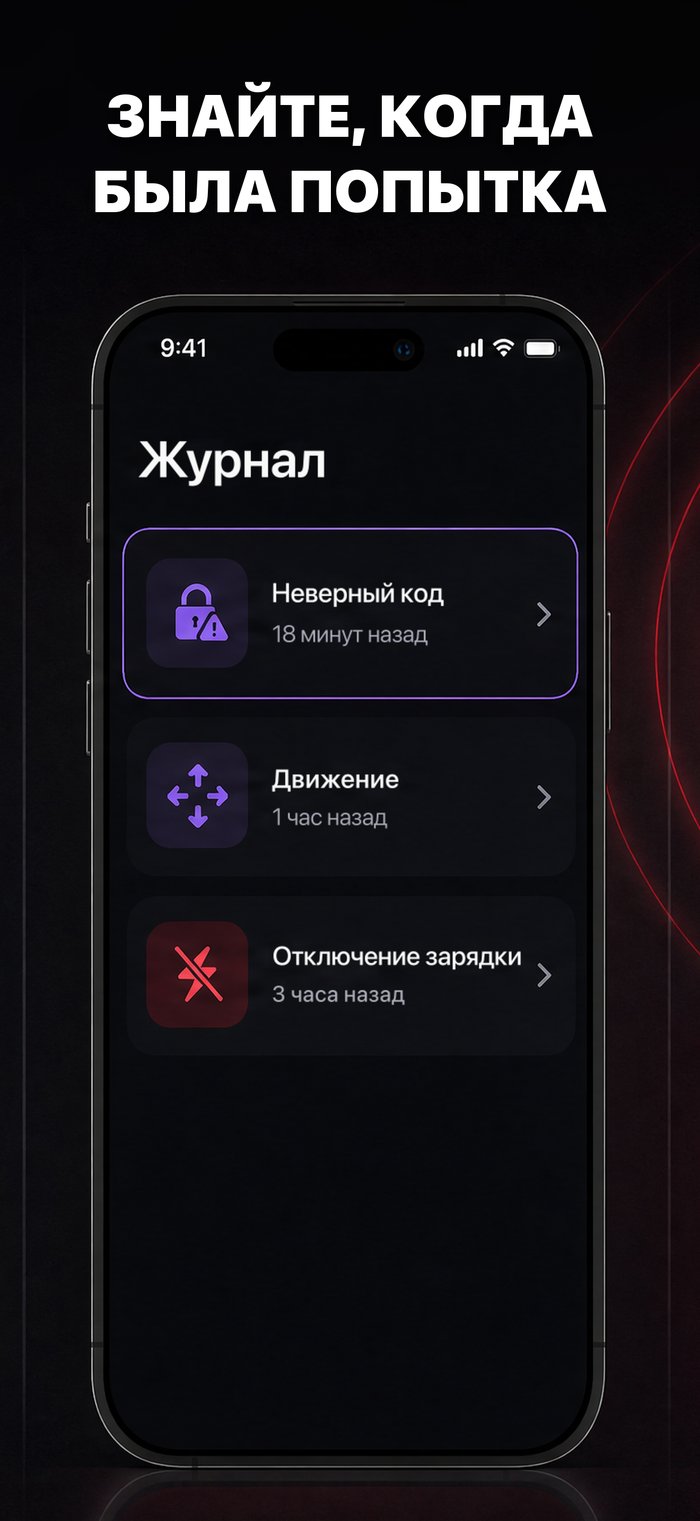 ЗНАЙТЕ, КОГДА
БЫЛА ПОПЫТКА
9:41
Журнал
Неверный код
18 минут назад
Движение
1 час назад
Отключение зарядки
3 часа назад